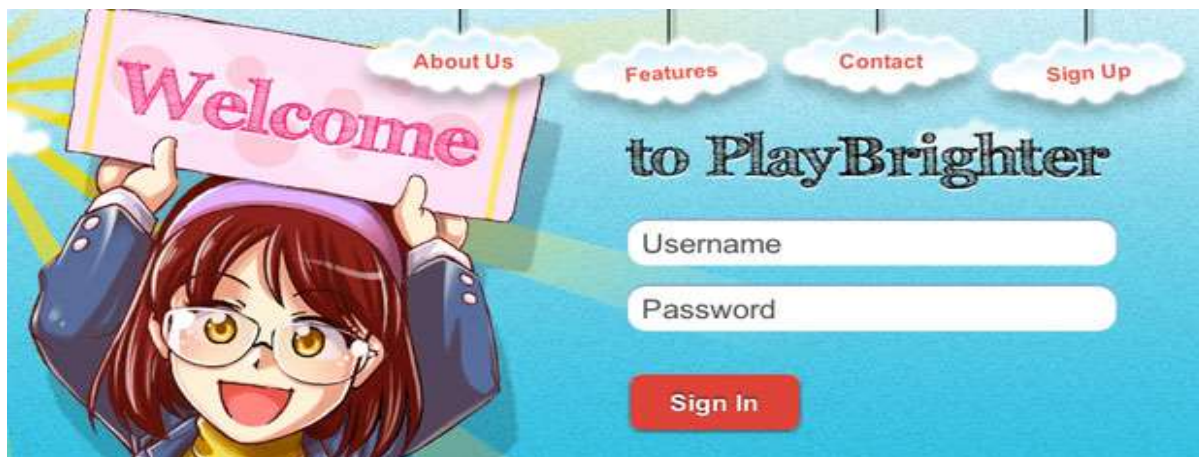 About Us
Features
Contact
Sign Up
Welcome
to PlayBrighter
Username
Password
Sign In